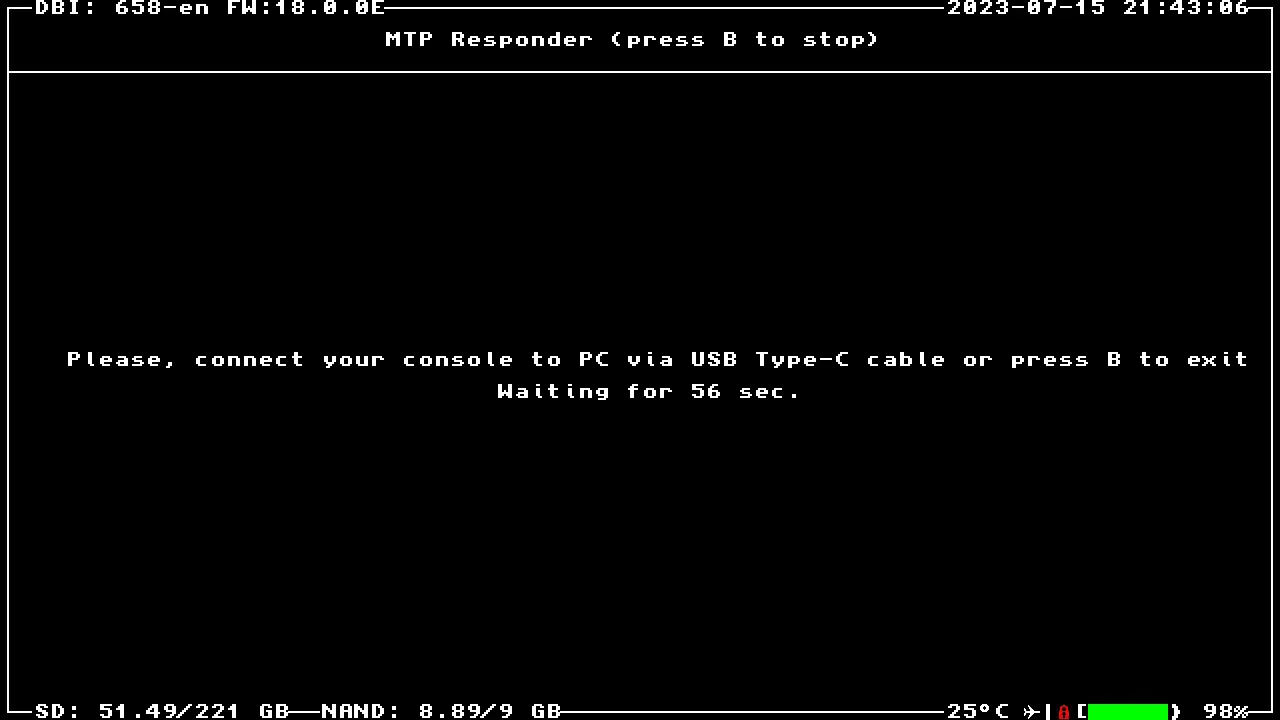 DBI: 658-en FW:18.0.0E 2023-07-15 21:43:06
MTP Responder (press B to stop)
Please, connect your console to PC via USB Type-C cable or press B to exit
Waiting for 56 sec.
SD: 51.49/221 GB NAND: 8.89/9 GB 25°C 98%